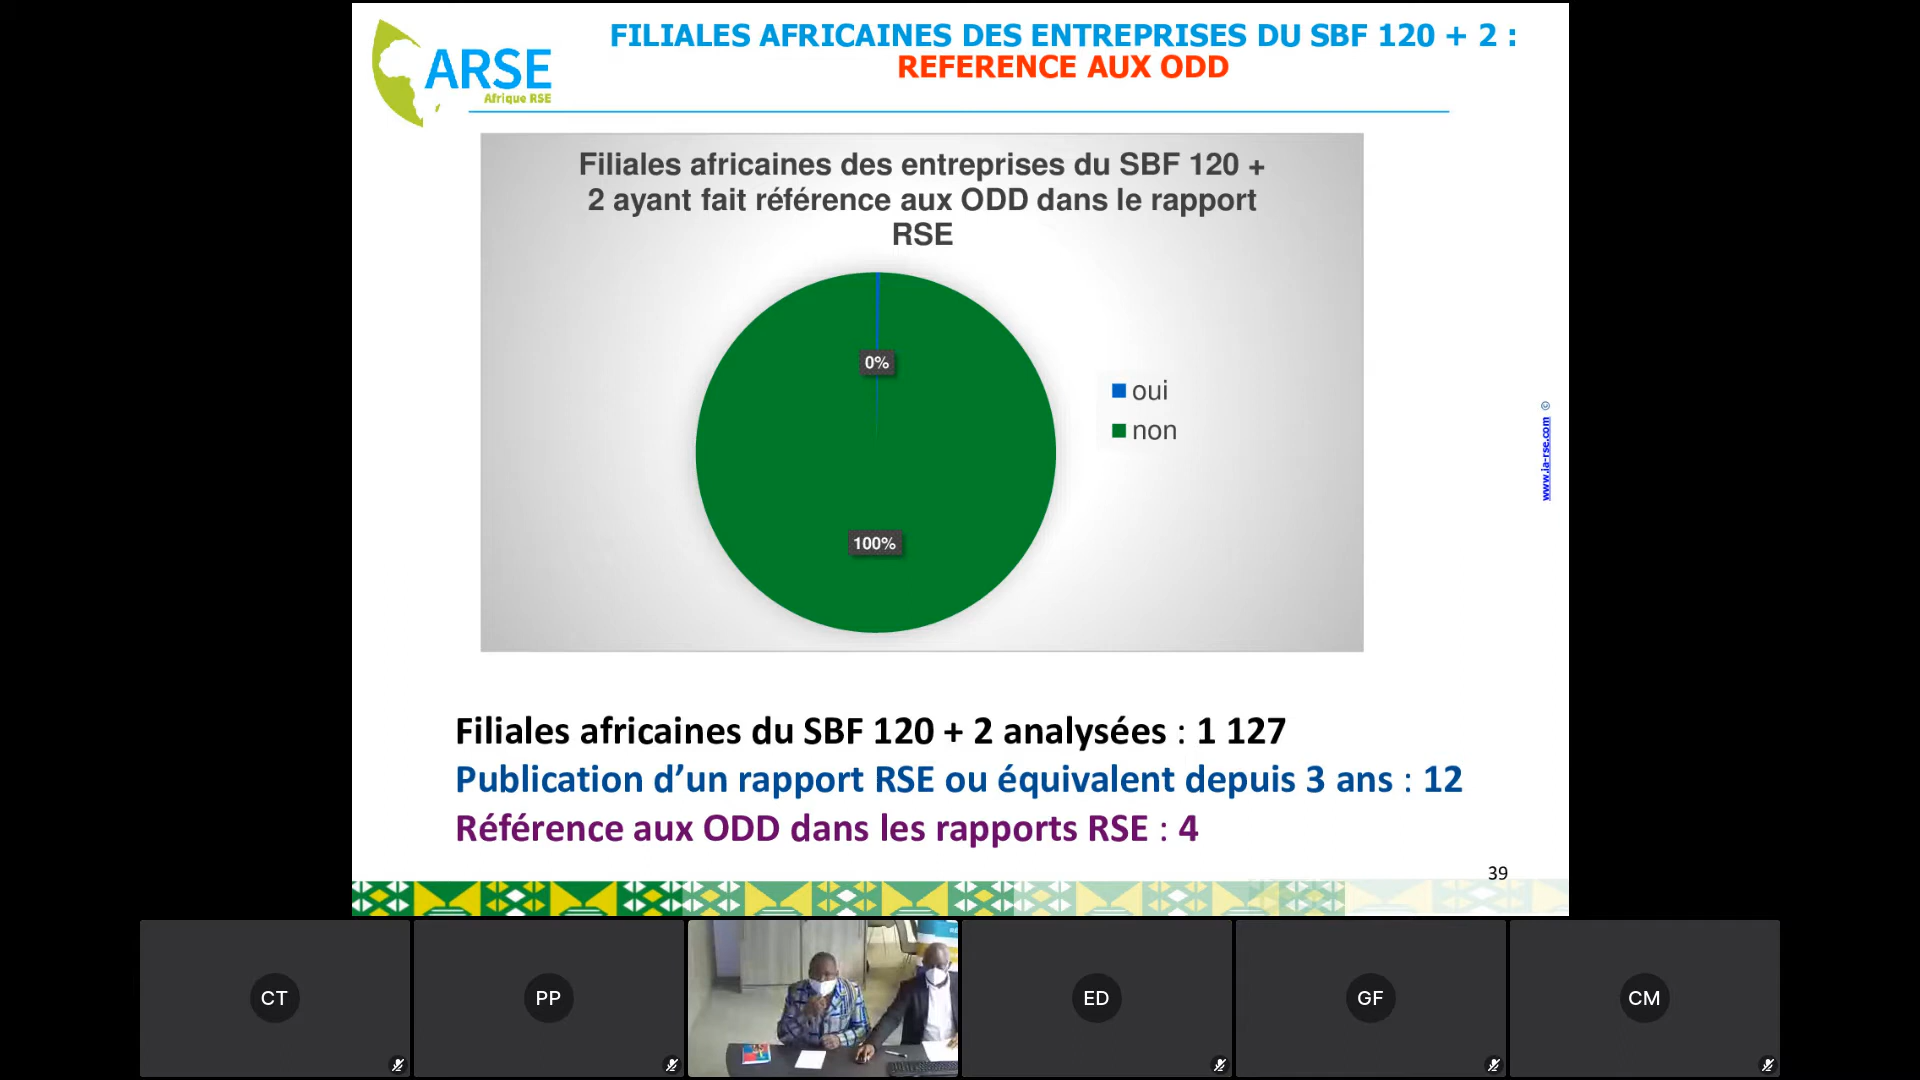 ARSE
Afrique RSE
FILIALES AFRICAINES DES ENTREPRISES DU SBF 120 + 2 :
REFERENCE AUX ODD
Filiales africaines des entreprises du SBF 120 +
2 ayant fait référence aux ODD dans le rapport
RSE
0%
100%
oui
non
www.ia-rse.com ©
Filiales africaines du SBF 120 + 2 analysées : 1 127
Publication d’un rapport RSE ou équivalent depuis 3 ans : 12
Référence aux ODD dans les rapports RSE : 4
39
CT
PP
ED
GF
CM